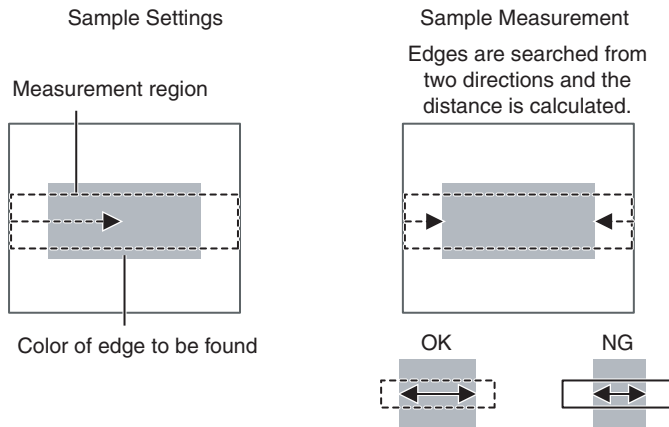 Sample Settings
Measurement region
Color of edge to be found
Sample Measurement
Edges are searched from
two directions and the
distance is calculated.
OK
NG